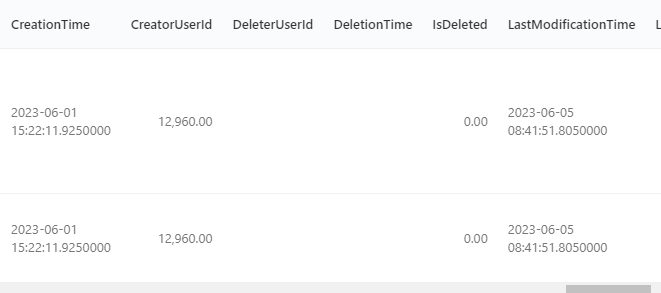 CreationTime CreatorUserId DeleterUserId DeletionTime IsDeleted LastModificationTime
2023-06-01
15:22:11.9250000 12,960.00 0.00 2023-06-05
08:41:51.8050000
2023-06-01
15:22:11.9250000 12,960.00 0.00 2023-06-05
08:41:51.8050000